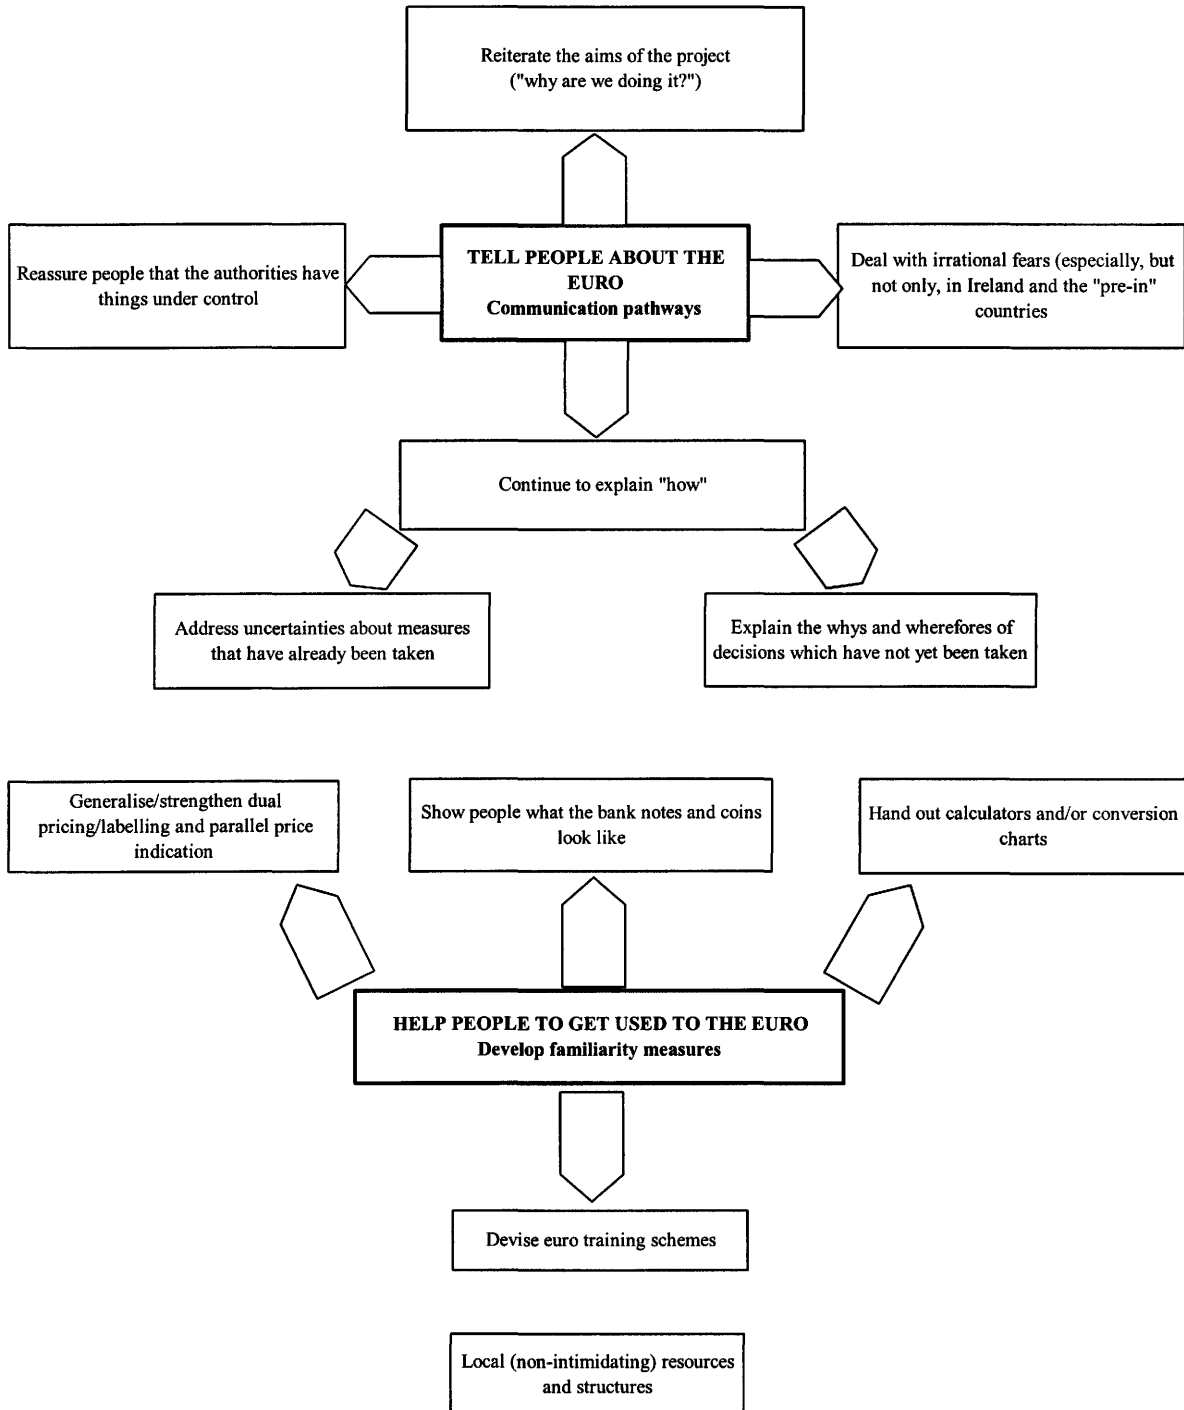 Reiterate the aims of the project
("why are we doing it?")
Reassure people that the authorities have
things under control
TELL PEOPLE ABOUT THE
EURO
Communication pathways
Deal with irrational fears (especially, but
not only, in Ireland and the "pre-in"
countries
Continue to explain "how"
Address uncertainties about measures
that have already been taken
Explain the whys and wherefores of
decisions which have not yet been taken
Generalise/strengthen dual
pricing/labelling and parallel price
indication
Show people what the bank notes and coins
look like
Hand out calculators and/or conversion
charts
HELP PEOPLE TO GET USED TO THE EURO
Develop familiarity measures
Devise euro training schemes
Local (non-intimidating) resources
and structures